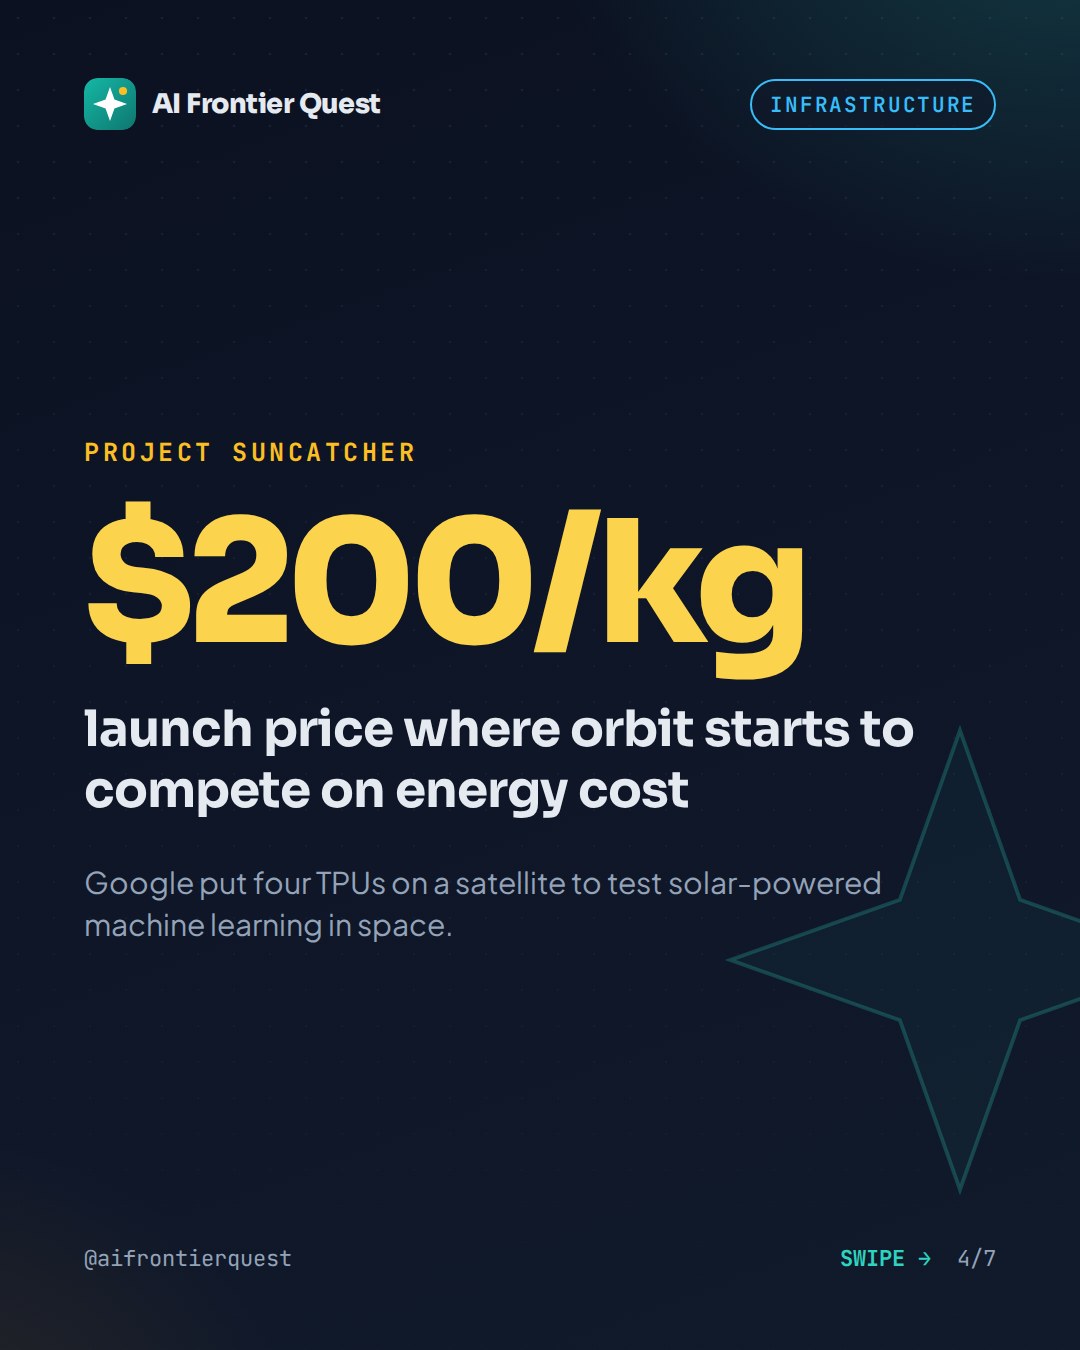 AI Frontier Quest
INFRASTRUCTURE
PROJECT SUNCATCHER
$200/kg
launch price where orbit starts to
compete on energy cost
Google put four TPUs on a satellite to test solar-powered
machine learning in space.
@aifrontierquest
SWIPE → 4/7